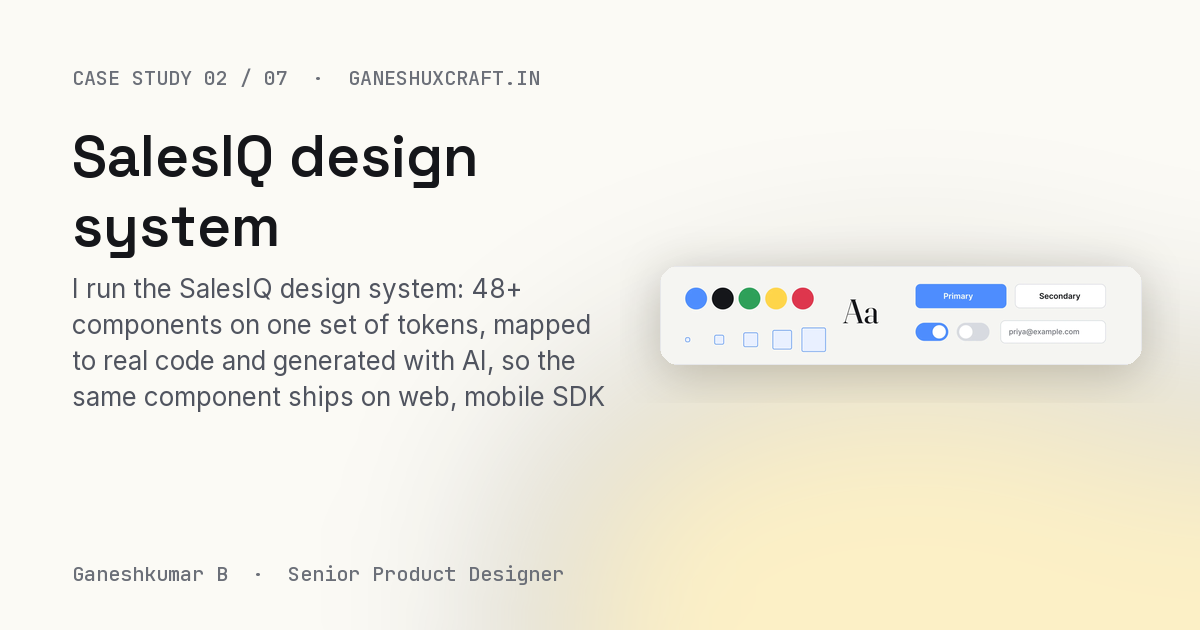 CASE STUDY 02 / 07 · GANESHUXCRAFT.IN
SalesIQ design
system
I run the SalesIQ design system: 48+
components on one set of tokens, mapped
to real code and generated with AI, so the
same component ships on web, mobile SDK
Aa
Primary
Secondary
priya@example.com
Ganeshkumar B · Senior Product Designer